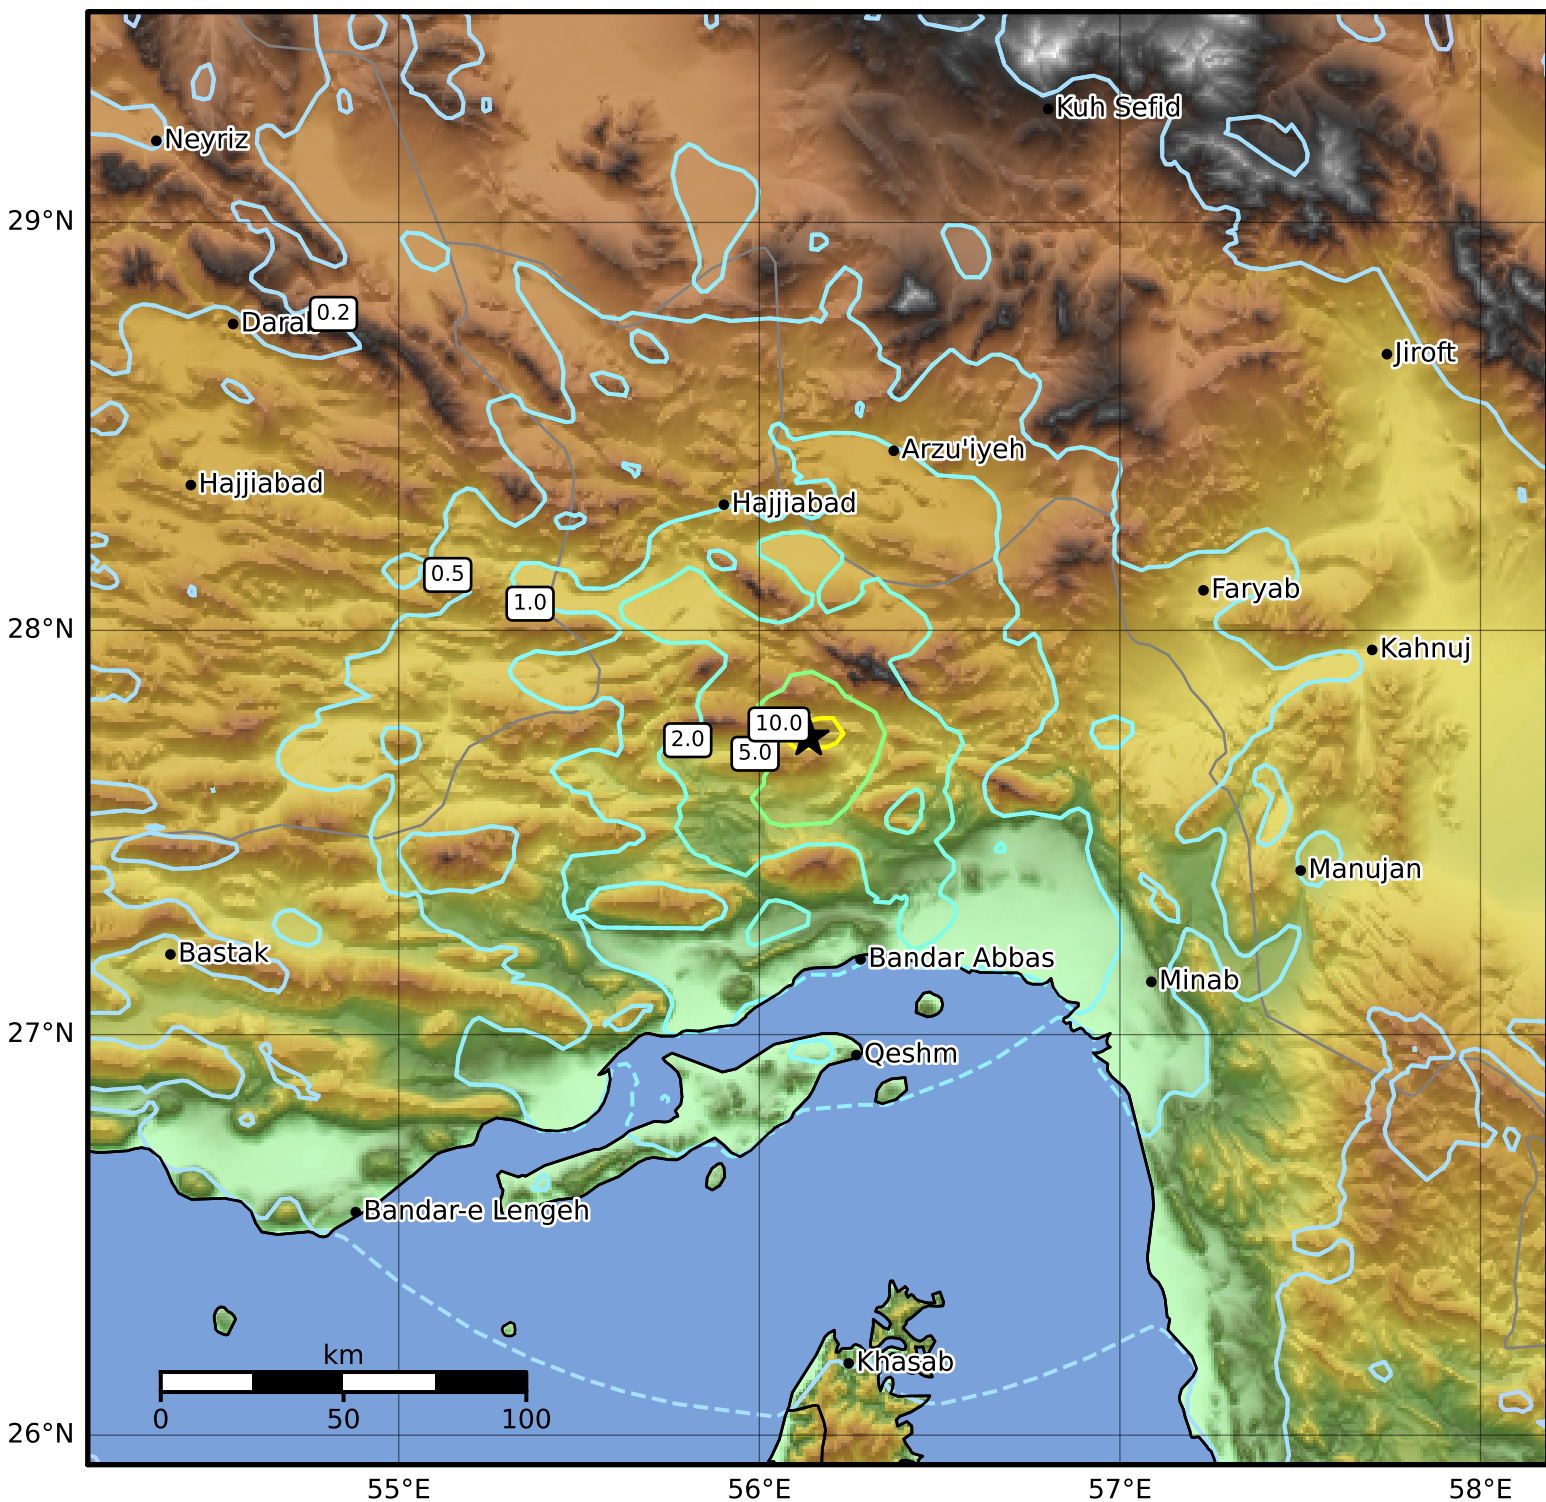 Kuh Sefid
Neyriz
29°N
0.2
Jiroft
Arzu'iyeh
Hajjiabad
Hajjiabad
0.5
Faryab
1.0
28°N
Kahnuj
10.0
2.0
5.0
Manujan
Bastak
Bandar Abbas
Minab
27°N
Qeshm
Bandar-e Lengeh
km
Khasab
0 50 100
26°N
55°E 56°E 57°E 58°E